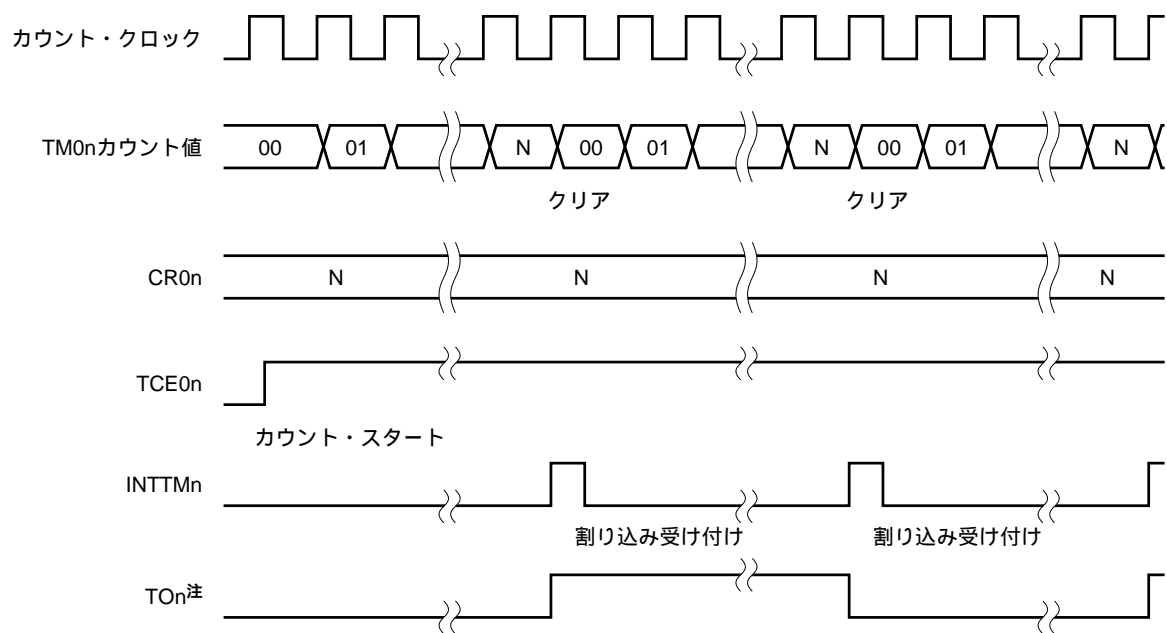 カウント・クロック
TM0nカウント値 00 01 N 00 01 N 00 01 N
クリア クリア
CR0n N N N N
TCE0n
カウント・スタート
INTTMn
割り込み受け付け 割り込み受け付け
TOn注